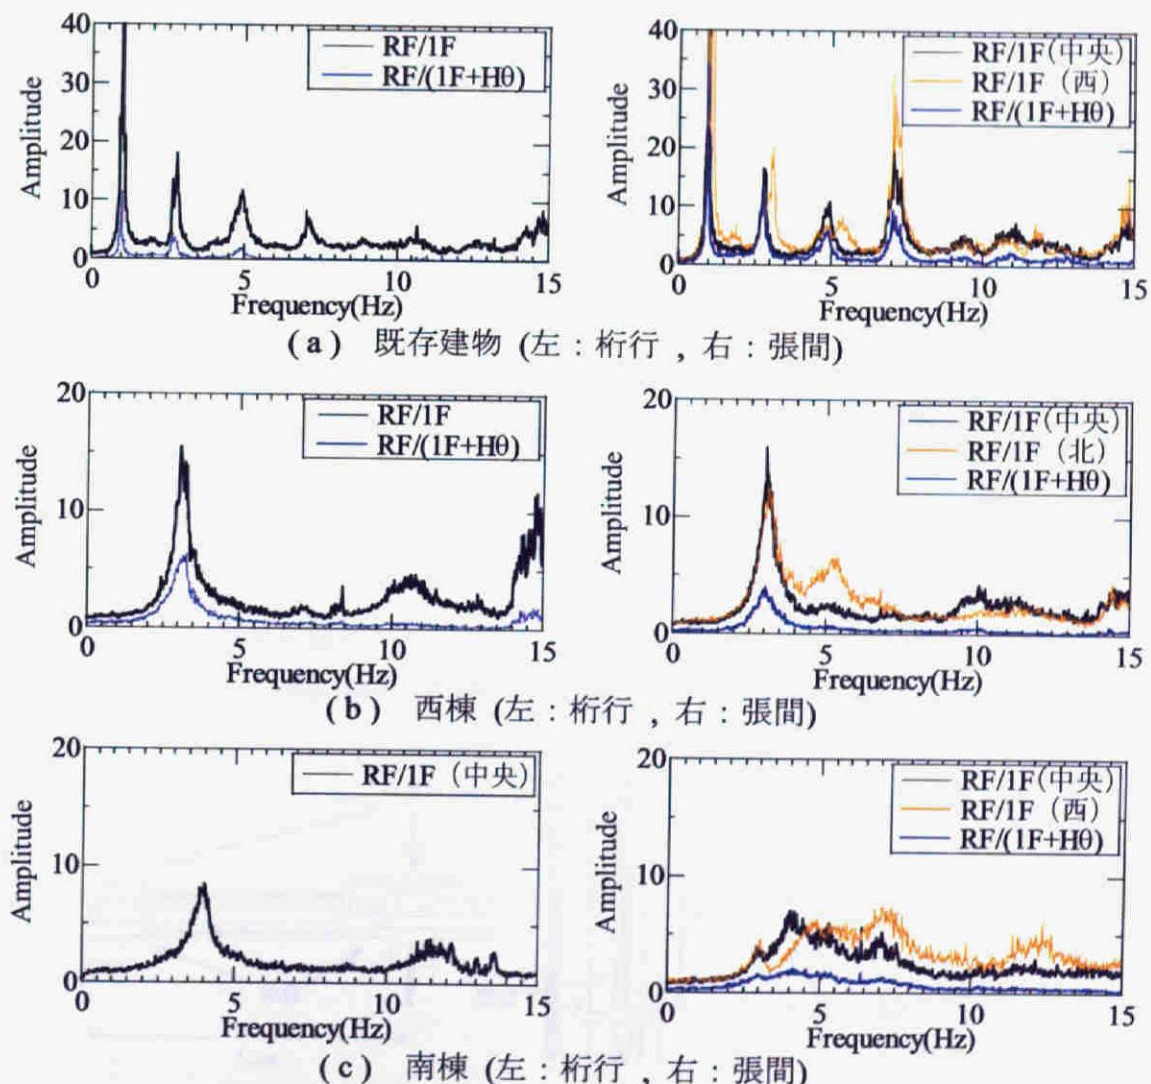 40
30
20
10
0
Amplitude
RF/1F
RF/(1F+Hθ)
0 5 10 15
Frequency(Hz)
40
30
20
10
0
Amplitude
RF/1F(中央)
RF/1F (西)
RF/(1F+Hθ)
0 5 10 15
Frequency(Hz)
(a) 既存建物 (左:桁行 , 右:張間)
20
10
0
Amplitude
RF/1F
RF/(1F+Hθ)
0 5 10 15
Frequency(Hz)
20
10
0
Amplitude
RF/1F(中央)
RF/1F (北)
RF/(1F+Hθ)
0 5 10 15
Frequency(Hz)
(b) 西棟 (左:桁行 , 右:張間)
20
10
0
Amplitude
RF/1F (中央)
0 5 10 15
Frequency(Hz)
20
10
0
Amplitude
RF/1F(中央)
RF/1F (西)
RF/(1F+Hθ)
0 5 10 15
Frequency(Hz)
(c) 南棟 (左:桁行 , 右:張間)